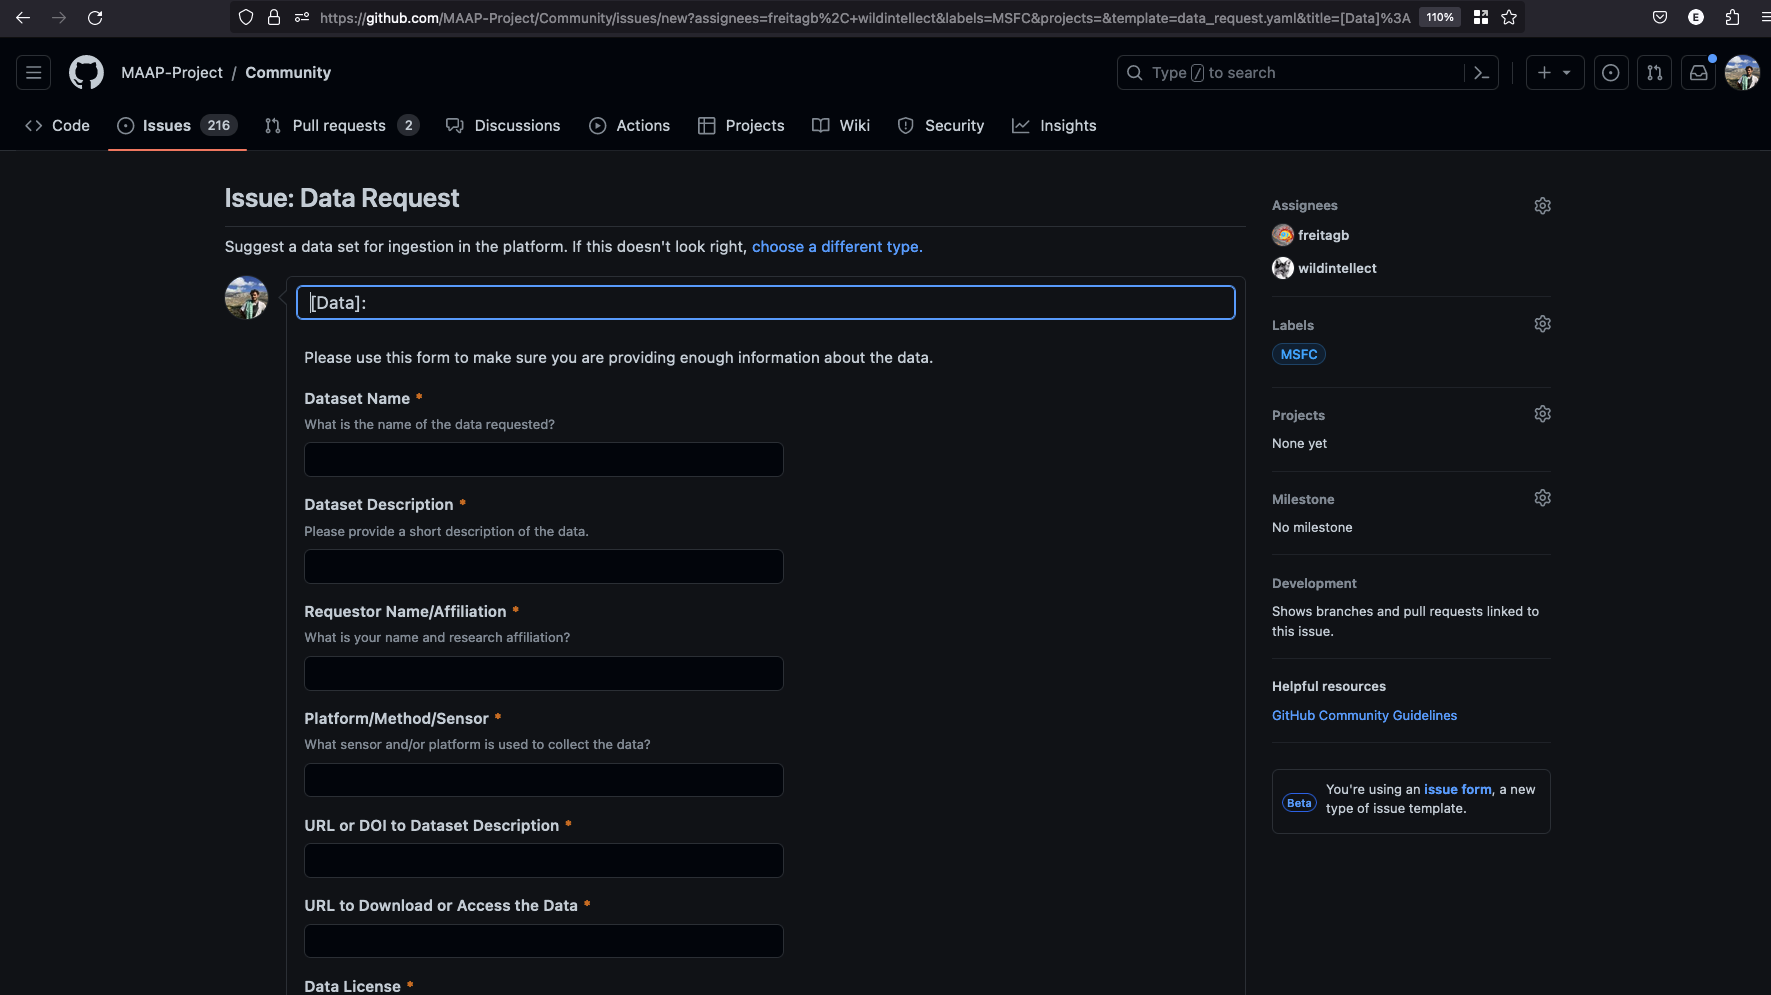 https://github.com/MAAP-Project/Community/issues/new?assignees=freitagb%2C+wildintellect&labels=MSFC&projects=&template=data_request.yaml&title=[Data]%3A
110%
E
MAAP-Project / Community
Type / to search
Code
Issues 216
Pull requests 2
Discussions
Actions
Projects
Wiki
Security
Insights
Issue: Data Request
Suggest a data set for ingestion in the platform. If this doesn't look right, choose a different type.
[Data]:
Please use this form to make sure you are providing enough information about the data.
Dataset Name *
What is the name of the data requested?
Dataset Description *
Please provide a short description of the data.
Requestor Name/Affiliation *
What is your name and research affiliation?
Platform/Method/Sensor *
What sensor and/or platform is used to collect the data?
URL or DOI to Dataset Description *
URL to Download or Access the Data *
Data License *
Assignees
freitagb
wildintellect
Labels
MSFC
Projects
None yet
Milestone
No milestone
Development
Shows branches and pull requests linked to
this issue.
Helpful resources
GitHub Community Guidelines
Beta
You're using an issue form, a new
type of issue template.